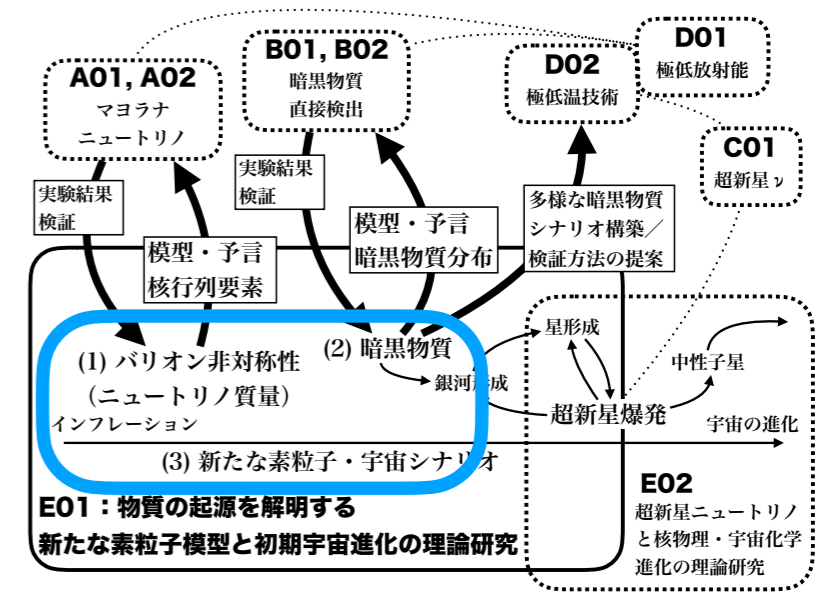 A01, A02
マヨラナ
ニュートリノ
B01, B02
暗黒物質
直接検出
D02
極低温技術
D01
極低放射能
C01
超新星ν
実験結果
検証
模型・予言
核行列要素
実験結果
検証
模型・予言
暗黒物質分布
多様な暗黒物質
シナリオ構築／
検証方法の提案
(1) バリオン非対称性
（ニュートリノ質量）
(2) 暗黒物質
銀河形成
星形成
超新星爆発
中性子星
インフレーション
宇宙の進化
(3) 新たな素粒子・宇宙シナリオ
E01：物質の起源を解明する
新たな素粒子模型と初期宇宙進化の理論研究
E02
超新星ニュートリノ
と核物理・宇宙化学
進化の理論研究